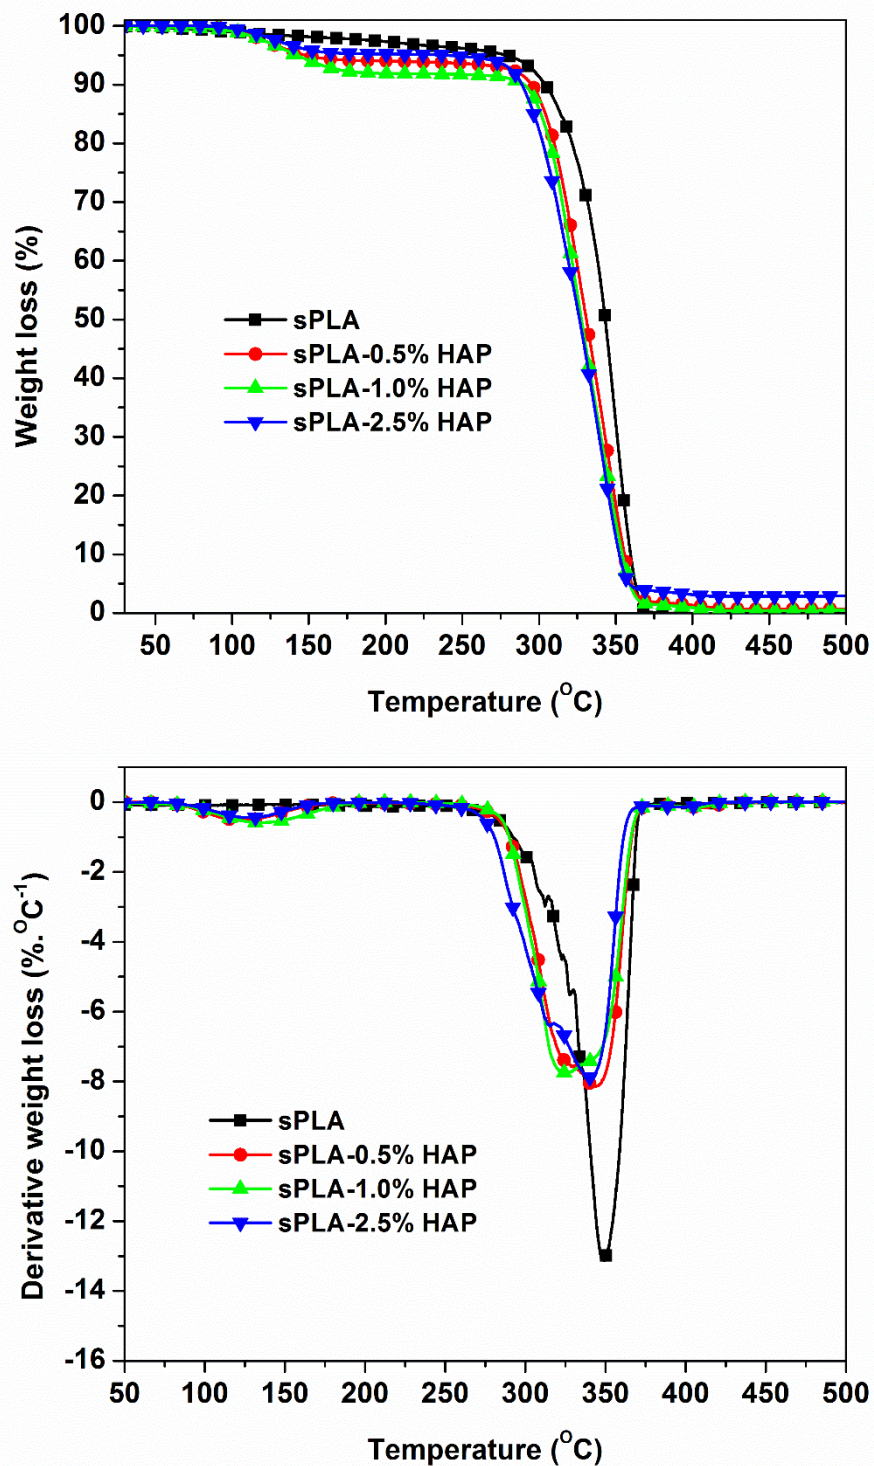 100
90
80
70
60
50
40
30
20
10
0
Weight loss (%)
sPLA
sPLA-0.5% HAP
sPLA-1.0% HAP
sPLA-2.5% HAP
50 100 150 200 250 300 350 400 450 500
Temperature (OC)
0
-2
-4
-6
-8
-10
-12
-14
-16
Derivative weight loss (%.OC-1)
sPLA
sPLA-0.5% HAP
sPLA-1.0% HAP
sPLA-2.5% HAP
50 100 150 200 250 300 350 400 450 500
Temperature (OC)